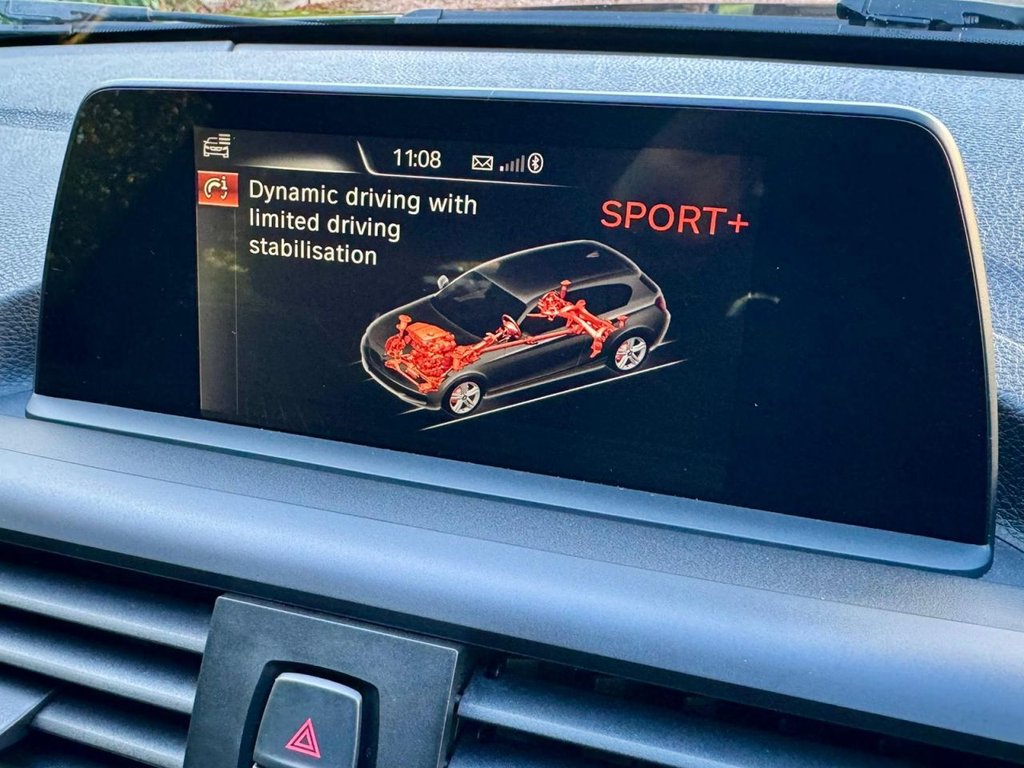 11:08
Dynamic driving with
limited driving
stabilisation
SPORT+